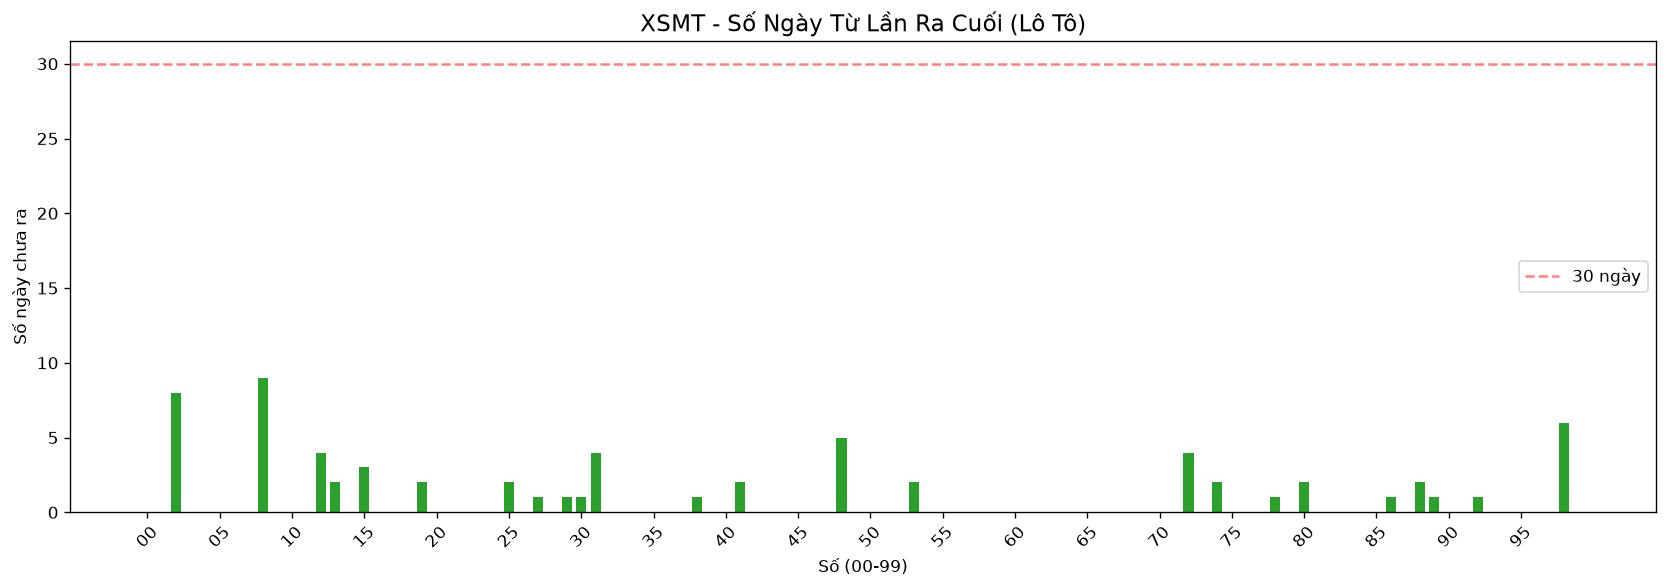 XSMT - Số Ngày Từ Lần Ra Cuối (Lô Tô)
Số ngày chưa ra
30
25
20
15
10
5
0
30 ngày
00 05 10 15 20 25 30 35 40 45 50 55 60 65 70 75 80 85 90 95
Số (00-99)